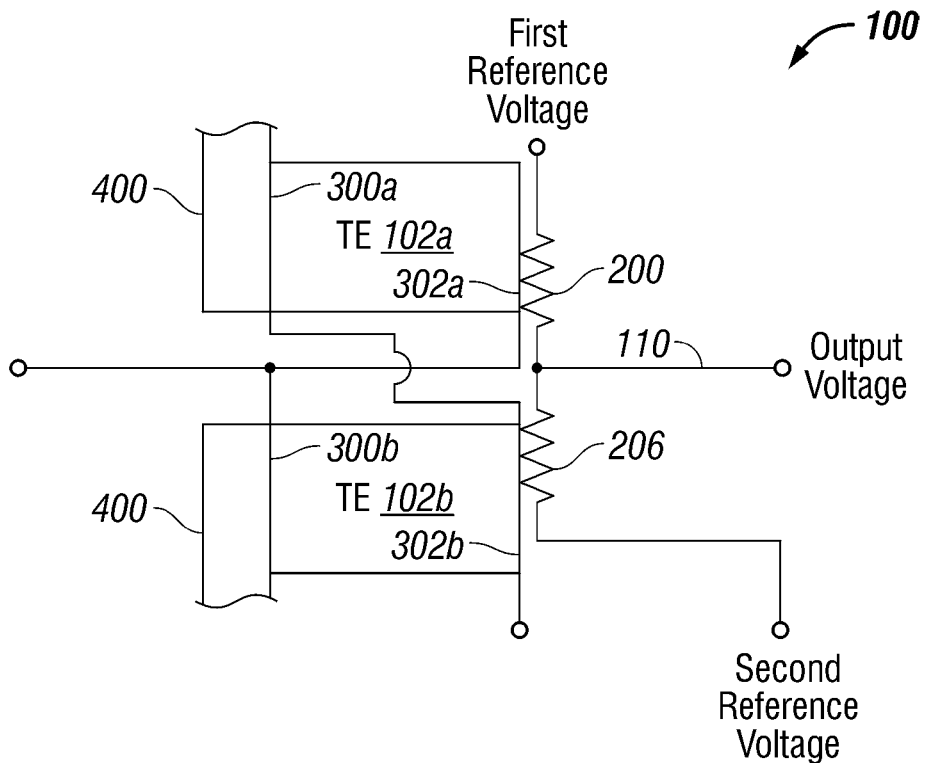 100
First
Reference
Voltage
400
300a
TE 102a
302a
200
110
Output
Voltage
300b
206
400
TE 102b
302b
Second
Reference
Voltage